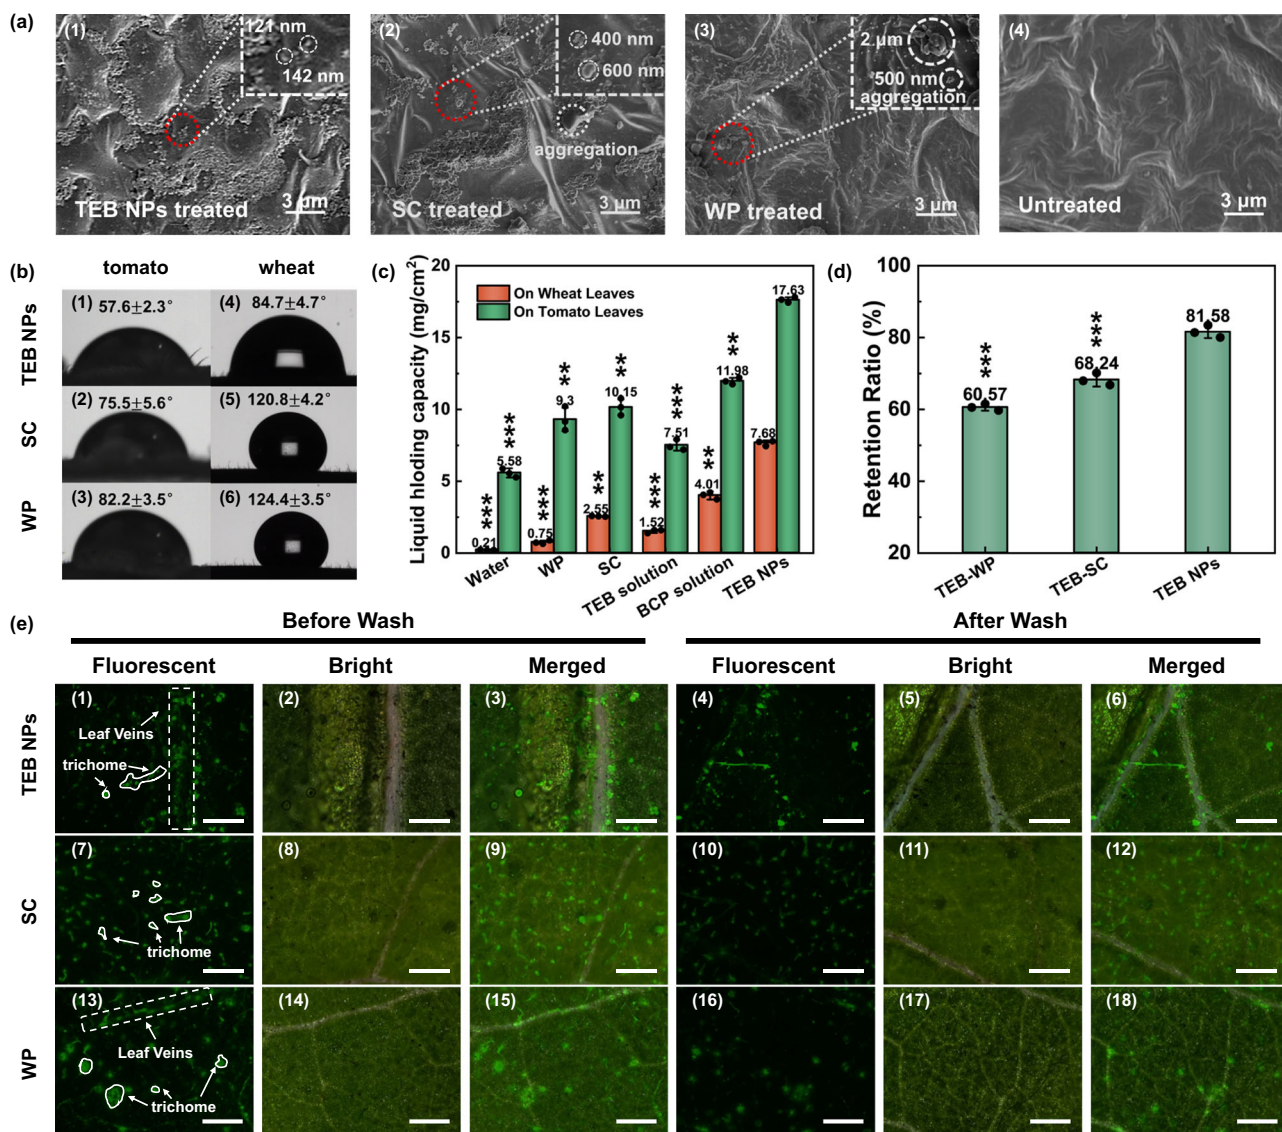 (a)
(1)
121 nm
142 nm
TEB NPs treated
3 μm
(2)
400 nm
600 nm
aggregation
SC treated
3 μm
(3)
2 μm
500 nm
aggregation
WP treated
3 μm
(4)
Untreated
3 μm
(b)
tomato
wheat
TEB NPs
(1) 57.6±2.3°
(4) 84.7±4.7°
SC
(2) 75.5±5.6°
(5) 120.8±4.2°
WP
(3) 82.2±3.5°
(6) 124.4±3.5°
(c)
Liquid hloding capacity (mg/cm²)
20
15
10
5
0
On Wheat Leaves
On Tomato Leaves
***
0.21
***
5.58
***
0.75
**
9.3
**
2.55
**
10.15
***
1.52
***
7.51
**
4.01
**
11.98
7.68
17.63
Water
WP
SC
TEB solution
BCP solution
TEB NPs
(d)
Retention Ratio (%)
100
80
60
40
20
***
60.57
***
68.24
81.58
TEB-WP
TEB-SC
TEB NPs
(e)
Before Wash
After Wash
Fluorescent
Bright
Merged
Fluorescent
Bright
Merged
TEB NPs
(1)
Leaf Veins
trichome
(2)
(3)
(4)
(5)
(6)
SC
(7)
trichome
(8)
(9)
(10)
(11)
(12)
WP
(13)
Leaf Veins
trichome
(14)
(15)
(16)
(17)
(18)